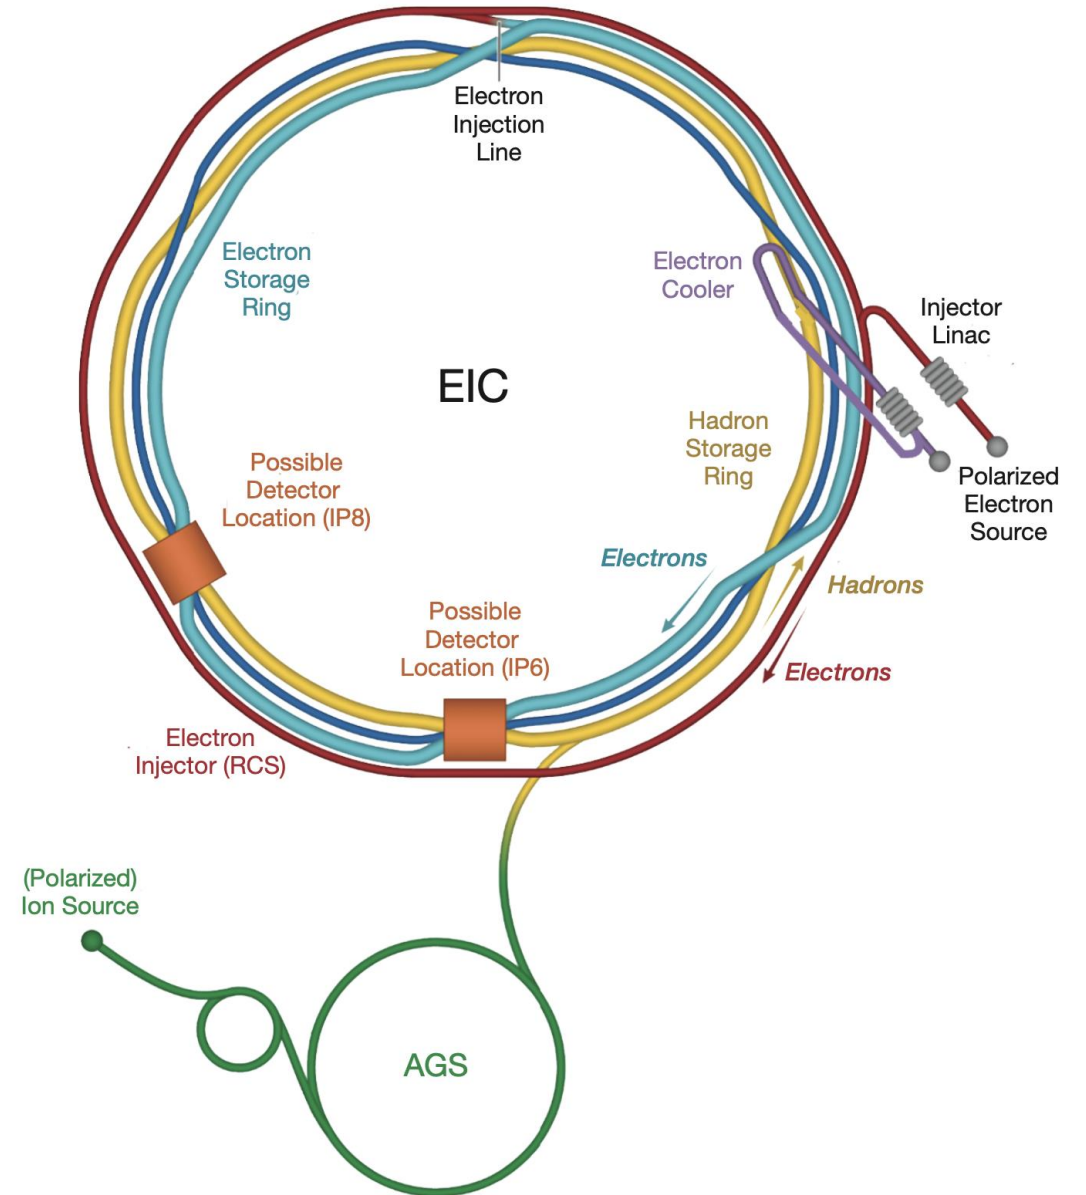 Electron
Injection
Line
Electron
Storage
Ring
Electron
Cooler
Injector
Linac
EIC
Hadron
Storage
Ring
Possible
Detector
Location (IP8)
Polarized
Electron
Source
Electrons
Hadrons
Possible
Detector
Location (IP6)
Electrons
Electron
Injector (RCS)
(Polarized)
Ion Source
AGS